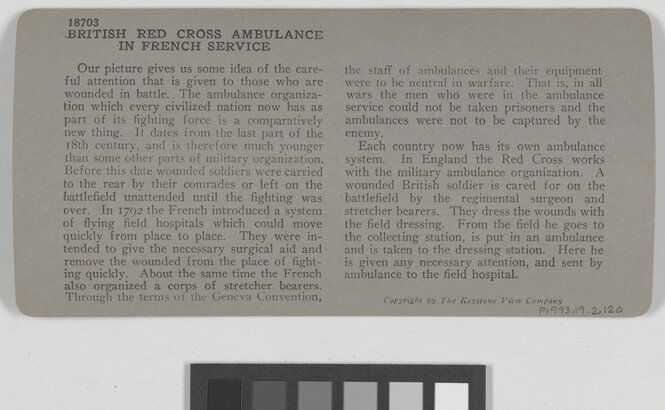 18703
BRITISH RED CROSS AMBULANCE
IN FRENCH SERVICE
Our picture gives us some idea of the care-
ful attention that is given to those who are
wounded in battle. The ambulance organiza-
tion which every civilized nation now has as
part of its fighting force is a comparatively
new thing. It dates from the last part of the
18th century, and is therefore much younger
than some other parts of military organization.
Before this date wounded soldiers were carried
to the rear by their comrades or left on the
battlefield unattended until the fighting was
over. In 1792 the French introduced a system
of flying field hospitals which could move
quickly from place to place. They were in-
tended to give the necessary surgical aid and
remove the wounded from the place of fight-
ing quickly. About the same time the French
also organized a corps of stretcher bearers.
Through the terms of the Geneva Convention,
the staff of ambulances and their equipment
were to be neutral in warfare. That is, in all
wars the men who were in the ambulance
service could not be taken prisoners and the
ambulances were not to be captured by the
enemy.
Each country now has its own ambulance
system. In England the Red Cross works
with the military ambulance organization. A
wounded British soldier is cared for on the
battlefield by the regimental surgeon and
stretcher bearers. They dress the wounds with
the field dressing. From the field he goes to
the collecting station, is put in an ambulance
and is taken to the dressing station. Here he
is given any necessary attention, and sent by
ambulance to the field hospital.
Copyright by The Keystone View Company
P1993.19.2.120